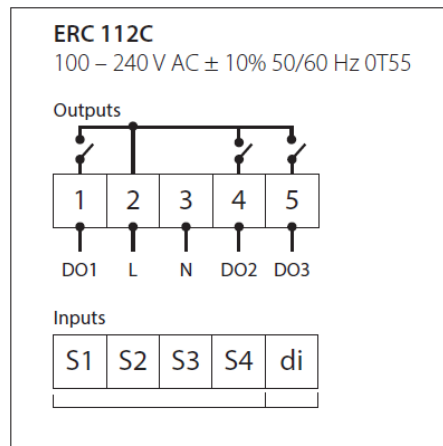 ERC 112C
100 – 240 V AC ± 10% 50/60 Hz 0T55
Outputs
1 2 3 4 5
DO1 L N DO2 DO3
Inputs
S1 S2 S3 S4 di